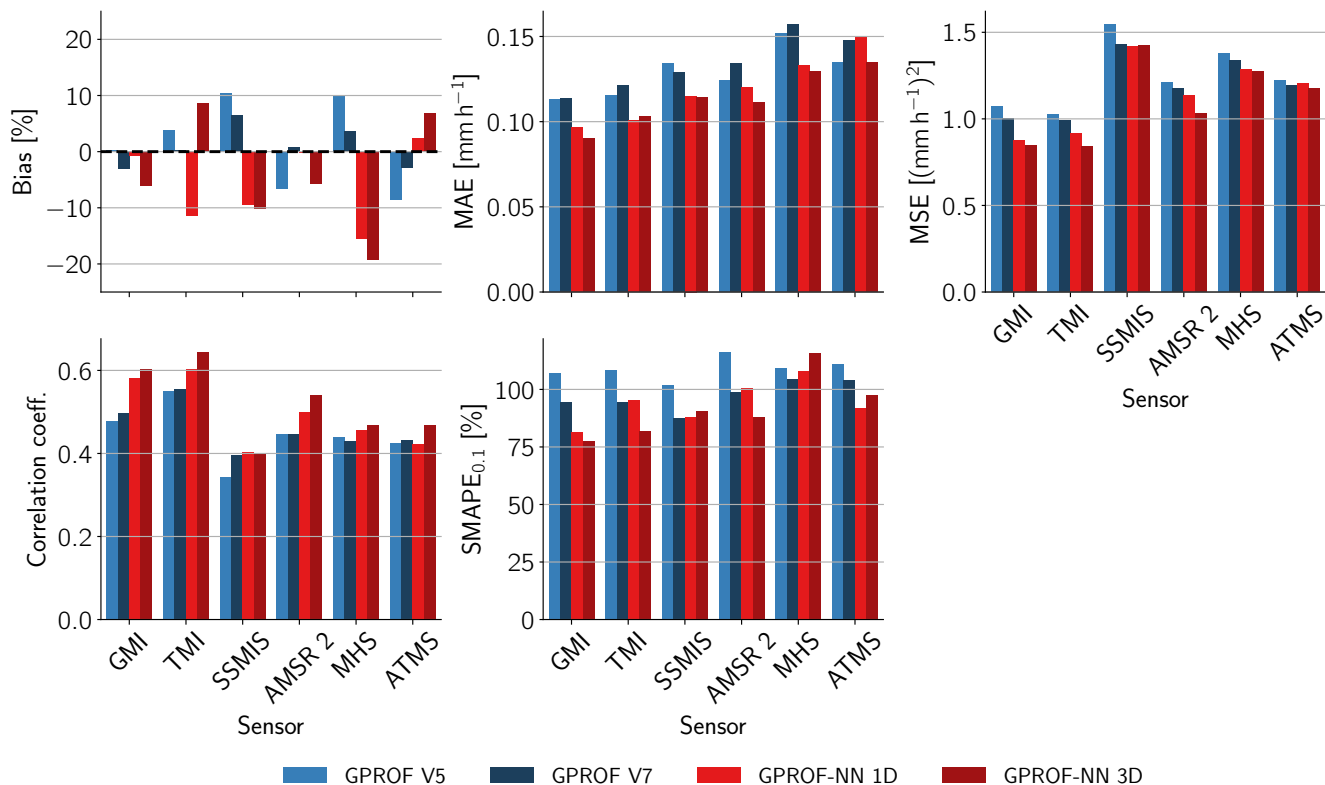 Bias [%]
20
10
0
−10
−20
MAE [mm h⁻¹]
0.15
0.10
0.05
0.00
MSE [(mm h⁻¹)²]
1.5
1.0
0.5
0.0
GMI TMI SSMIS AMSR 2 MHS ATMS
Sensor
Correlation coeff.
0.6
0.4
0.2
0.0
GMI TMI SSMIS AMSR 2 MHS ATMS
Sensor
SMAPE₀.₁ [%]
100
75
50
25
0
GMI TMI SSMIS AMSR 2 MHS ATMS
Sensor
GPROF V5 GPROF V7 GPROF-NN 1D GPROF-NN 3D